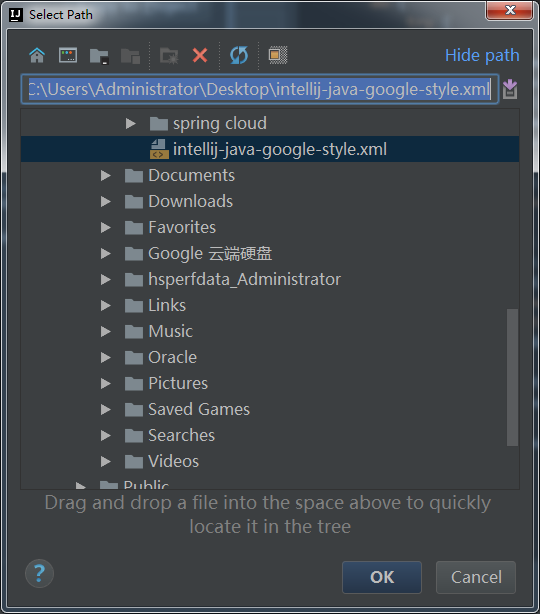 IJ
Select Path
Hide path
C:\Users\Administrator\Desktop\intellij-java-google-style.xml
spring cloud
intellij-java-google-style.xml
Documents
Downloads
Favorites
Google 云端硬盘
hsperfdata_Administrator
Links
Music
Oracle
Pictures
Saved Games
Searches
Videos
Public
Drag and drop a file into the space above to quickly
locate it in the tree
?
OK
Cancel